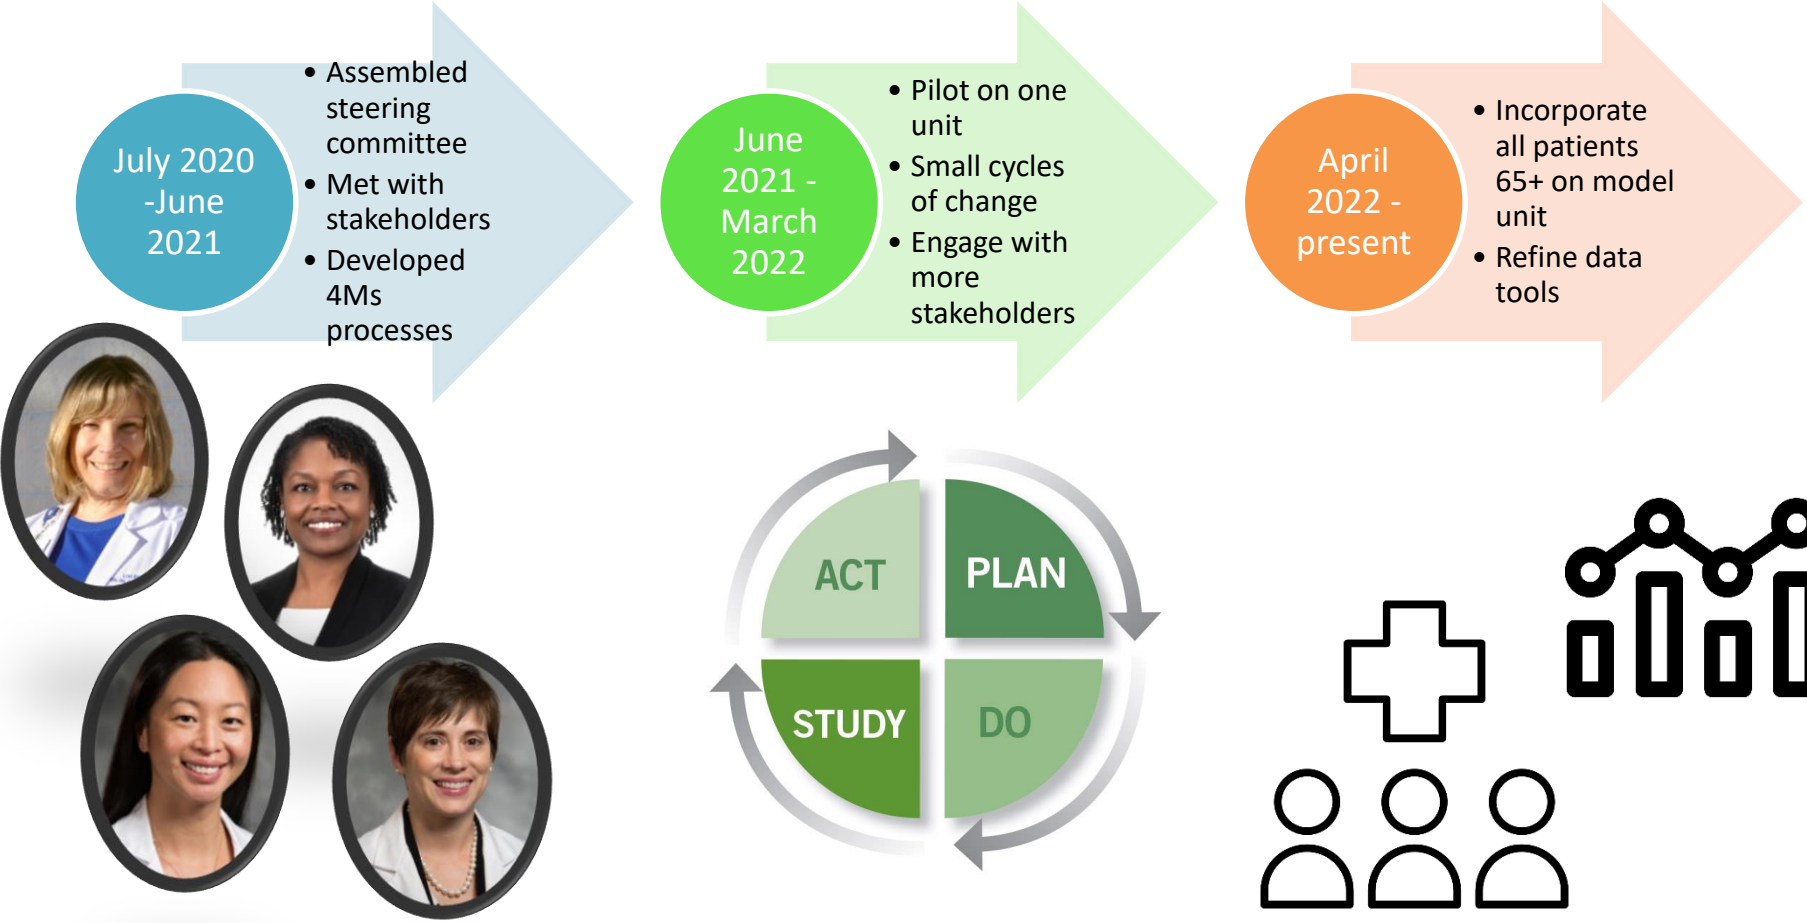 July 2020
-June
2021
• Assembled
steering
committee
• Met with
stakeholders
• Developed
4Ms
processes
June
2021 -
March
2022
• Pilot on one
unit
• Small cycles
of change
• Engage with
more
stakeholders
April
2022 -
present
• Incorporate
all patients
65+ on model
unit
• Refine data
tools
ACT
PLAN
STUDY
DO